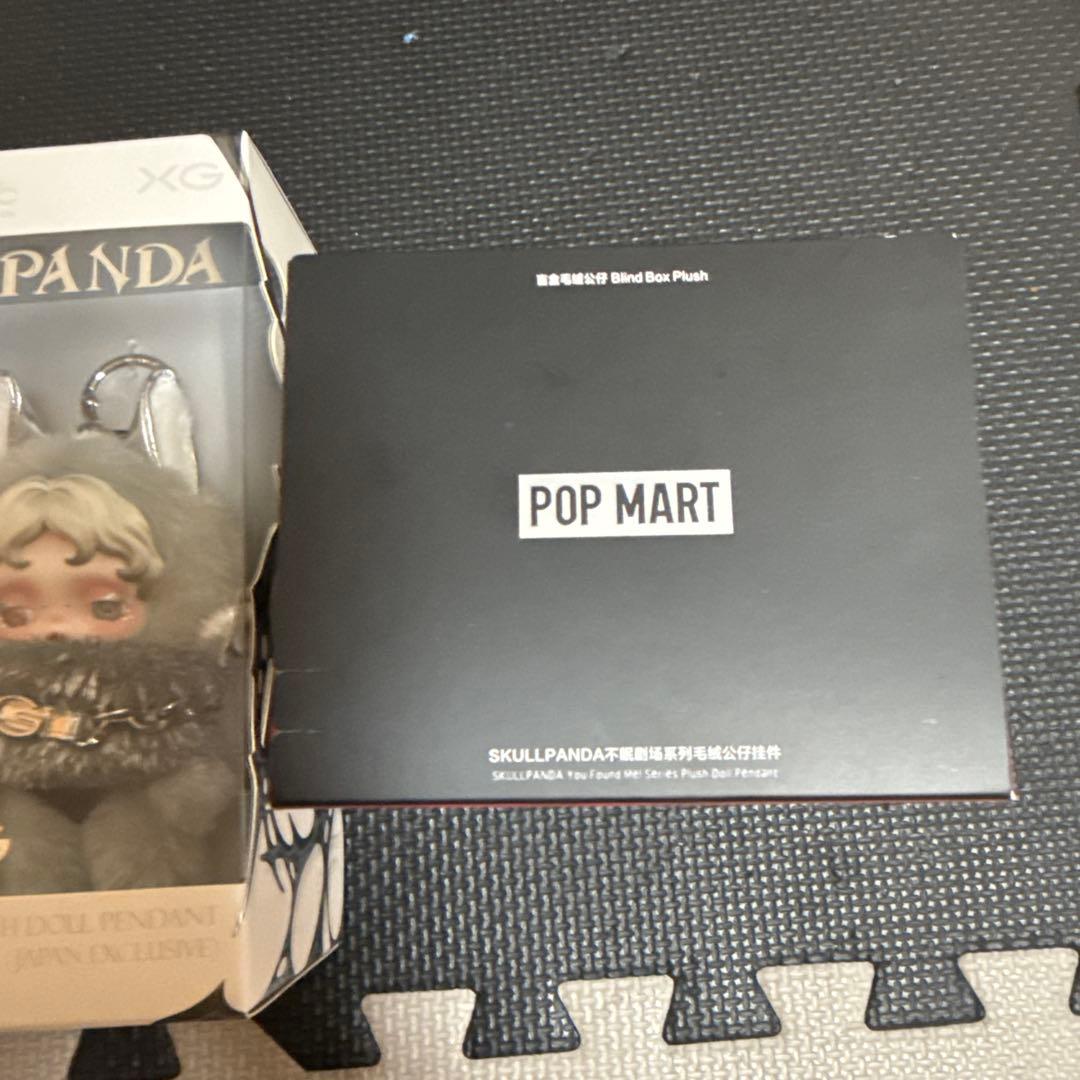 XG
PANDA
H DOLL PENDANT
(JAPAN EXCLUSIVE)
盲盒毛绒公仔 Blind Box Plush
POP MART
SKULLPANDA不眠剧场系列毛绒公仔挂件
SKULLPANDA You Found Me! Series Plush Doll Pendant